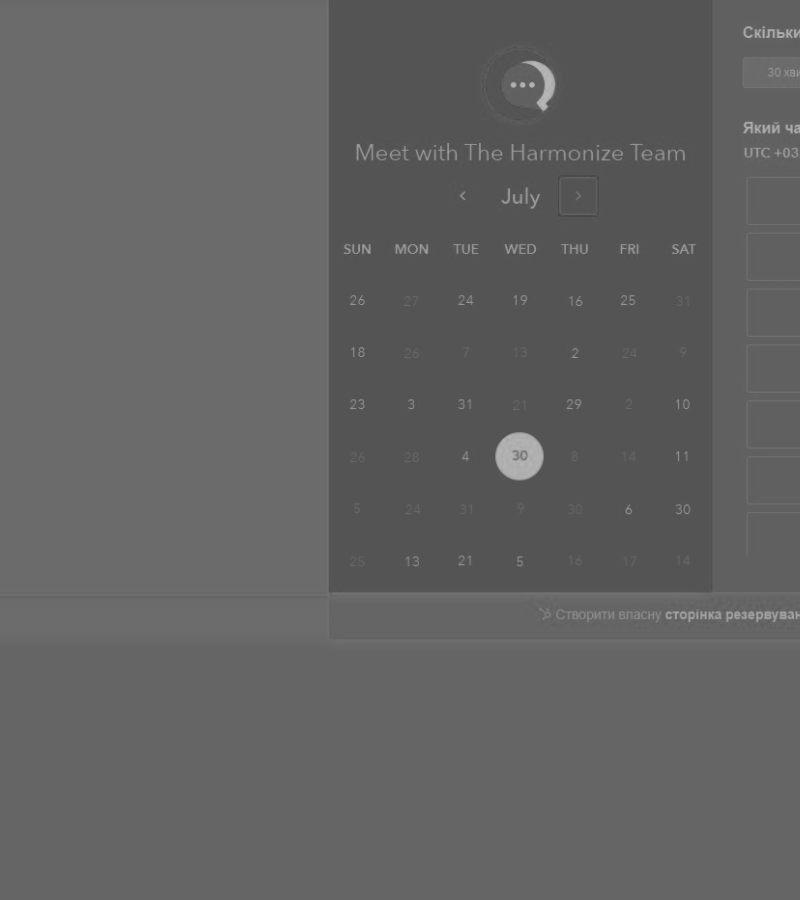 Meet with The Harmonize Team
July
SUN MON TUE WED THU FRI SAT
26 27 24 19 16 25 31
18 26 7 13 2 24 9
23 3 31 21 29 2 10
26 28 4 30 8 14 11
5 24 31 9 30 6 30
25 13 21 5 16 17 14
Скільки
30 хви
Який ча
UTC +03
Створити власну сторінка резервуван